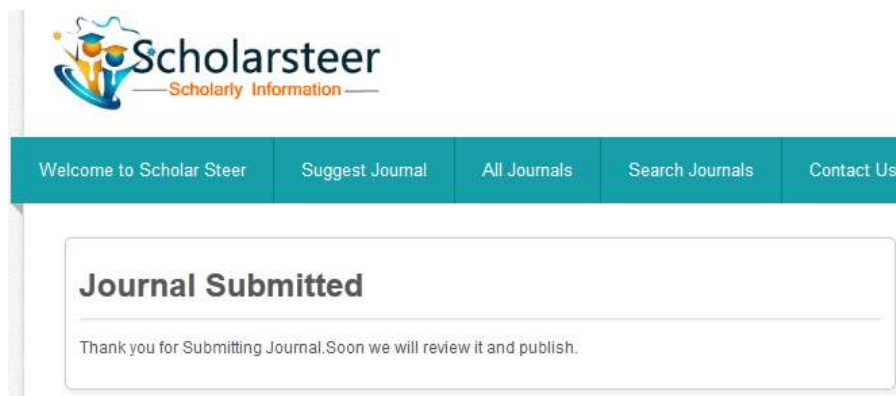 Scholarsteer
Scholarly Information
Welcome to Scholar Steer Suggest Journal All Journals Search Journals Contact Us
Journal Submitted
Thank you for Submitting Journal.Soon we will review it and publish.